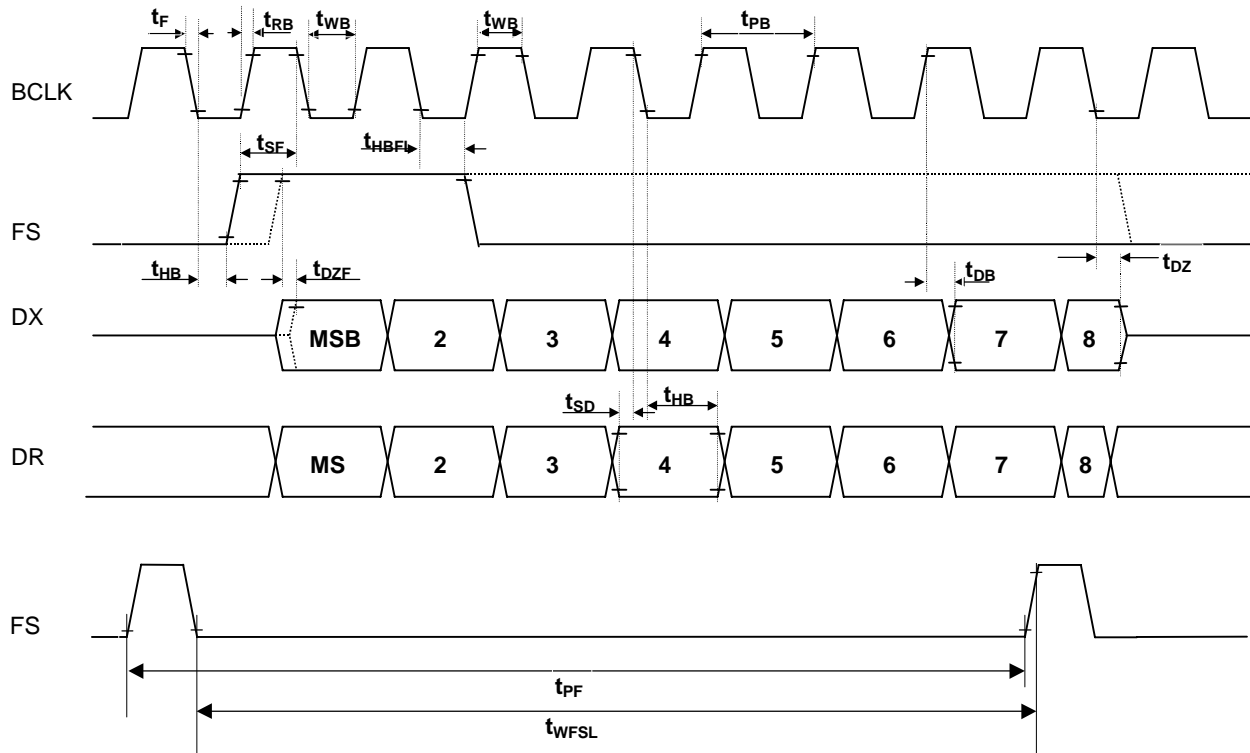 tF tRB tWB tWB tPB
BCLK
tSF tHBFL
FS
tHB tDZF tDB tDZ
DX MSB 2 3 4 5 6 7 8
tSD tHB
DR MS 2 3 4 5 6 7 8
FS
tPF
tWFSL